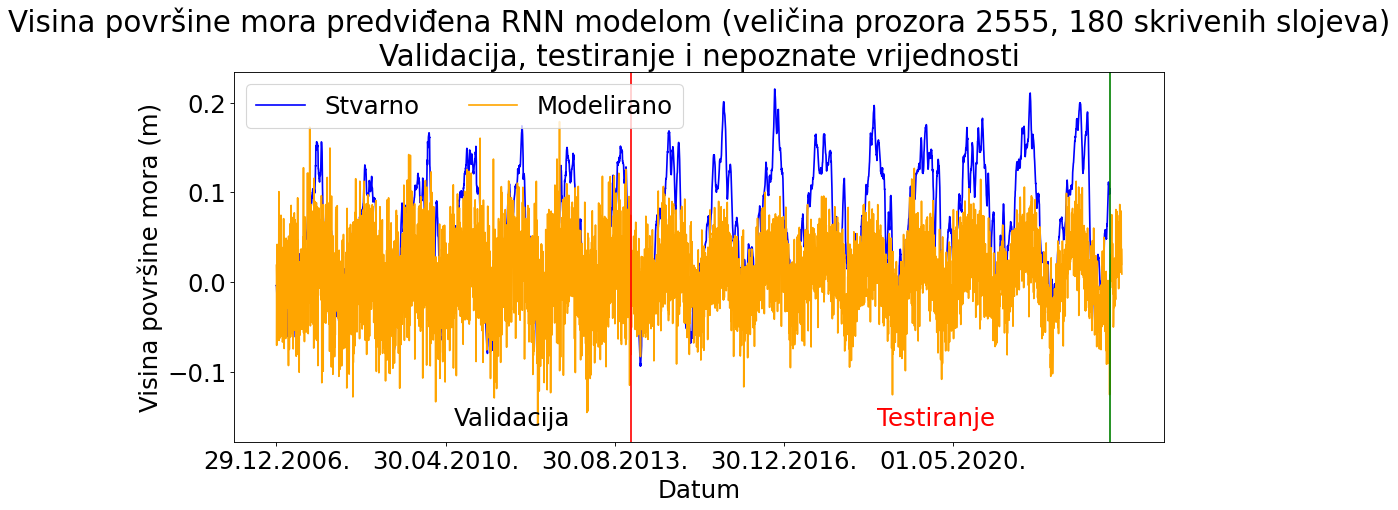 Visina površine mora predviđena RNN modelom (veličina prozora 2555, 180 skrivenih slojeva)
Validacija, testiranje i nepoznate vrijednosti
Stvarno Modelirano
Visina površine mora (m)
0.2
0.1
0.0
−0.1
Validacija Testiranje
29.12.2006. 30.04.2010. 30.08.2013. 30.12.2016. 01.05.2020.
Datum